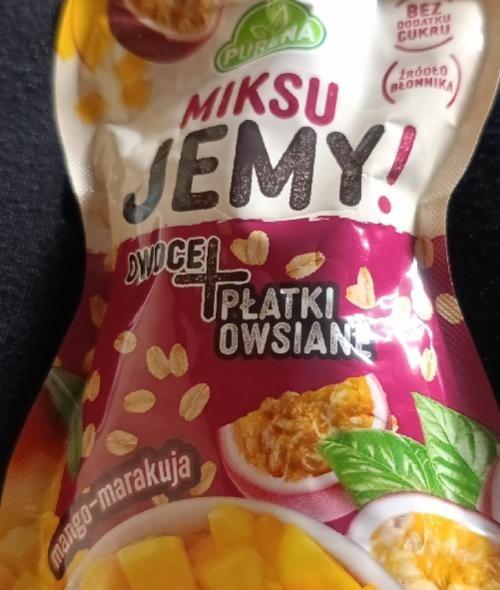 PURENA
BEZ
DODATKU
CUKRU
ŹRÓDŁO
BŁONNIKA
MIKSU
JEMY!
OWOCE+
PŁATKI
OWSIANE
mango-marakuja